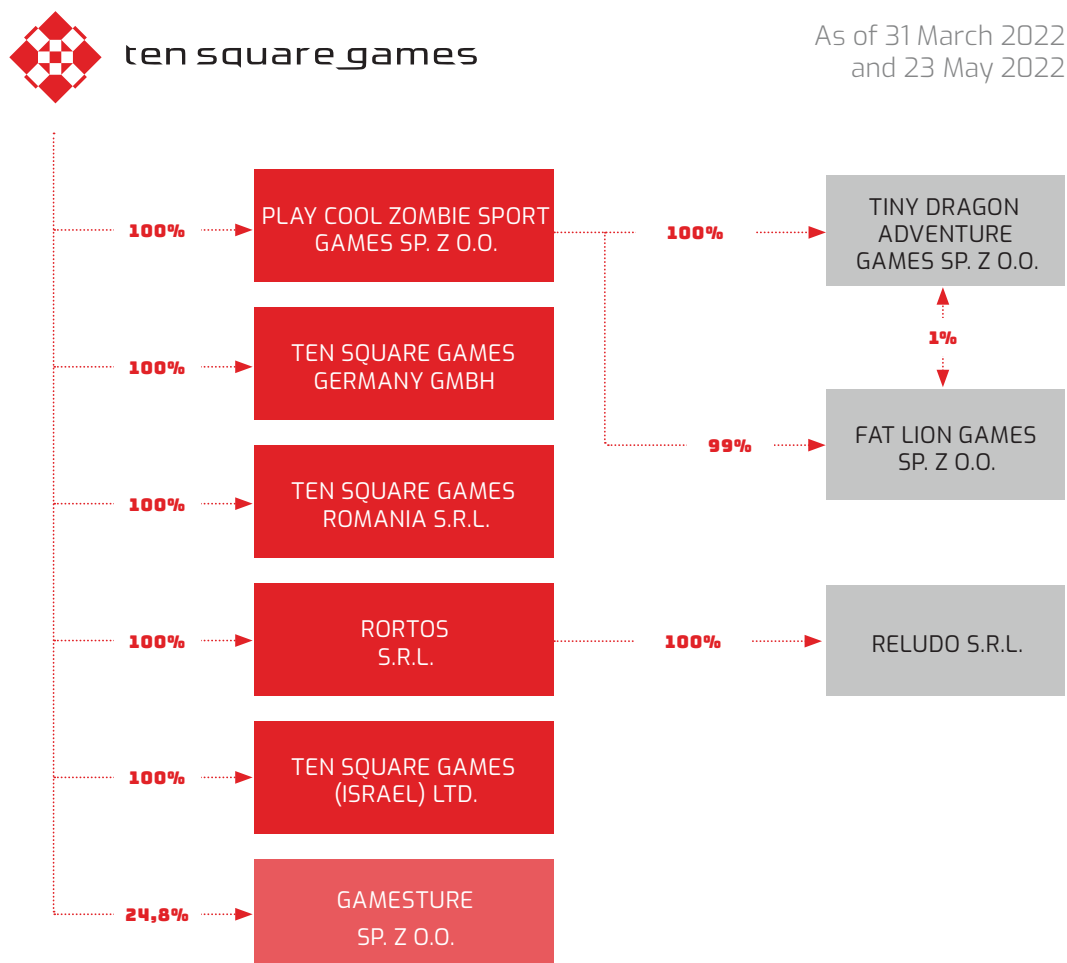 ten square games
As of 31 March 2022
and 23 May 2022
100%
PLAY COOL ZOMBIE SPORT
GAMES SP. Z O.O.
100%
TINY DRAGON
ADVENTURE
GAMES SP. Z O.O.
1%
100%
TEN SQUARE GAMES
GERMANY GMBH
99%
FAT LION GAMES
SP. Z O.O.
100%
TEN SQUARE GAMES
ROMANIA S.R.L.
100%
RORTOS
S.R.L.
100%
RELUDO S.R.L.
100%
TEN SQUARE GAMES
(ISRAEL) LTD.
24,8%
GAMESTURE
SP. Z O.O.